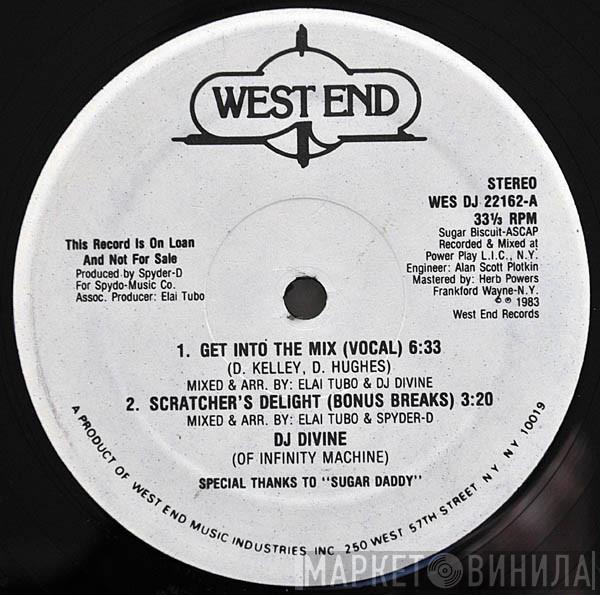 WEST END
STEREO
WES DJ 22162-A
33⅓ RPM
Sugar Biscuit-ASCAP
Recorded & Mixed at
Power Play L.I.C., N.Y.
Engineer: Alan Scott Plotkin
Mastered by: Herb Powers
Frankford Wayne-N.Y.
© ℗ 1983
West End Records
This Record Is On Loan
And Not For Sale
Produced by Spyder-D
For Spydo-Music Co.
Assoc. Producer: Elai Tubo
1. GET INTO THE MIX (VOCAL) 6:33
(D. KELLEY, D. HUGHES)
MIXED & ARR. BY: ELAI TUBO & DJ DIVINE
2. SCRATCHER'S DELIGHT (BONUS BREAKS) 3:20
MIXED & ARR. BY: ELAI TUBO & SPYDER-D
DJ DIVINE
(OF INFINITY MACHINE)
SPECIAL THANKS TO "SUGAR DADDY"
A PRODUCT OF WEST END MUSIC INDUSTRIES INC. 250 WEST 57TH STREET N.Y. NY 10019
МАРКЕТ ВИНИЛА